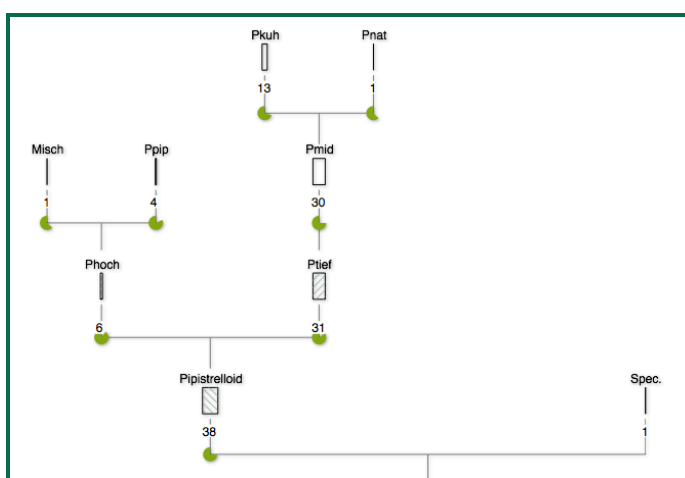 Pkuh Pnat
13 1
Misch Ppip Pmid
1 4 30
Phoch Ptief
6 31
Pipistrelloid Spec.
38 1